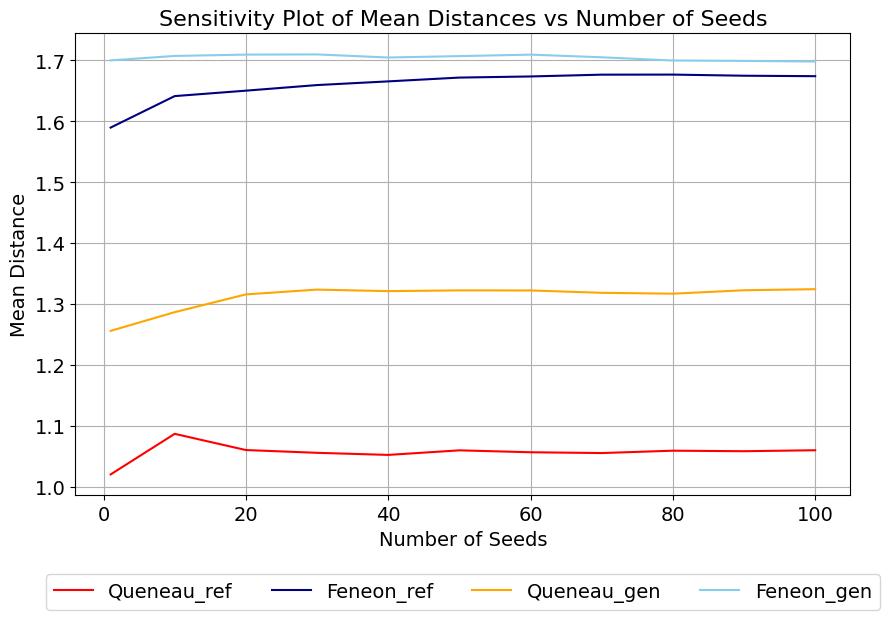 Sensitivity Plot of Mean Distances vs Number of Seeds
Mean Distance
1.7
1.6
1.5
1.4
1.3
1.2
1.1
1.0
0 20 40 60 80 100
Number of Seeds
Queneau_ref Feneon_ref Queneau_gen Feneon_gen